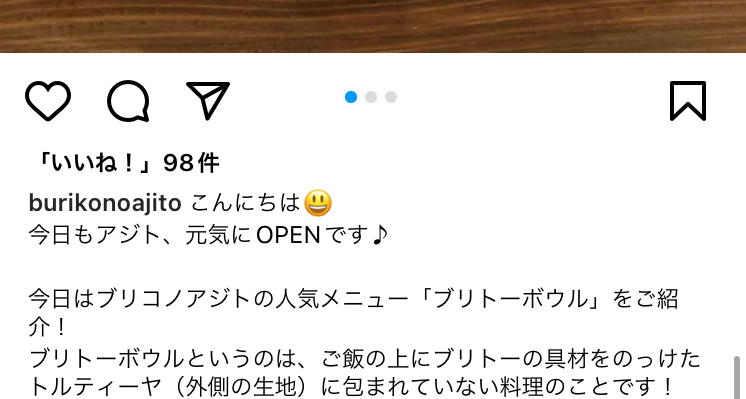 「いいね！」98件
burikonoajito こんにちは😃
今日もアジト、元気にOPENです♪
今日はブリコノアジトの人気メニュー「ブリトーボウル」をご紹
介！
ブリトーボウルというのは、ご飯の上にブリトーの具材をのっけた
トルティーヤ（外側の生地）に包まれていない料理のことです！